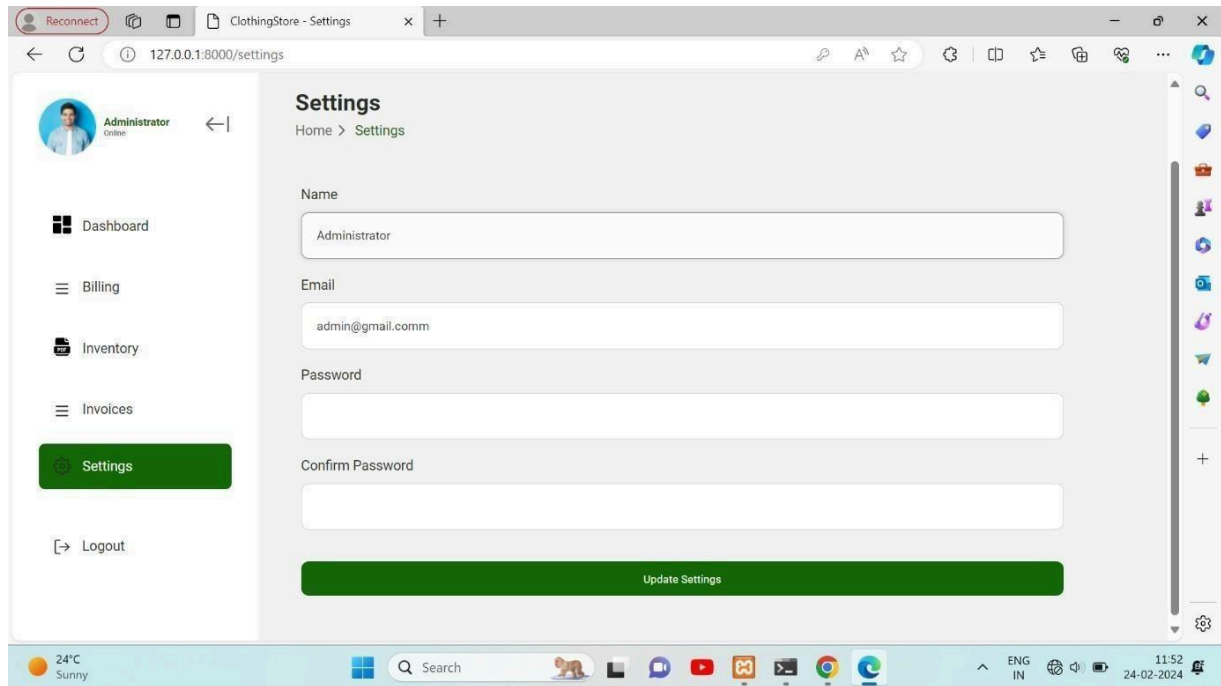 Reconnect
ClothingStore - Settings
127.0.0.1:8000/settings
Administrator
Online
Dashboard
Billing
PDF
Inventory
Invoices
Settings
Logout
Settings
Home > Settings
Name
Administrator
Email
admin@gmail.comm
Password
Confirm Password
Update Settings
24°C
Sunny
Search
ENG
IN
11:52
24-02-2024